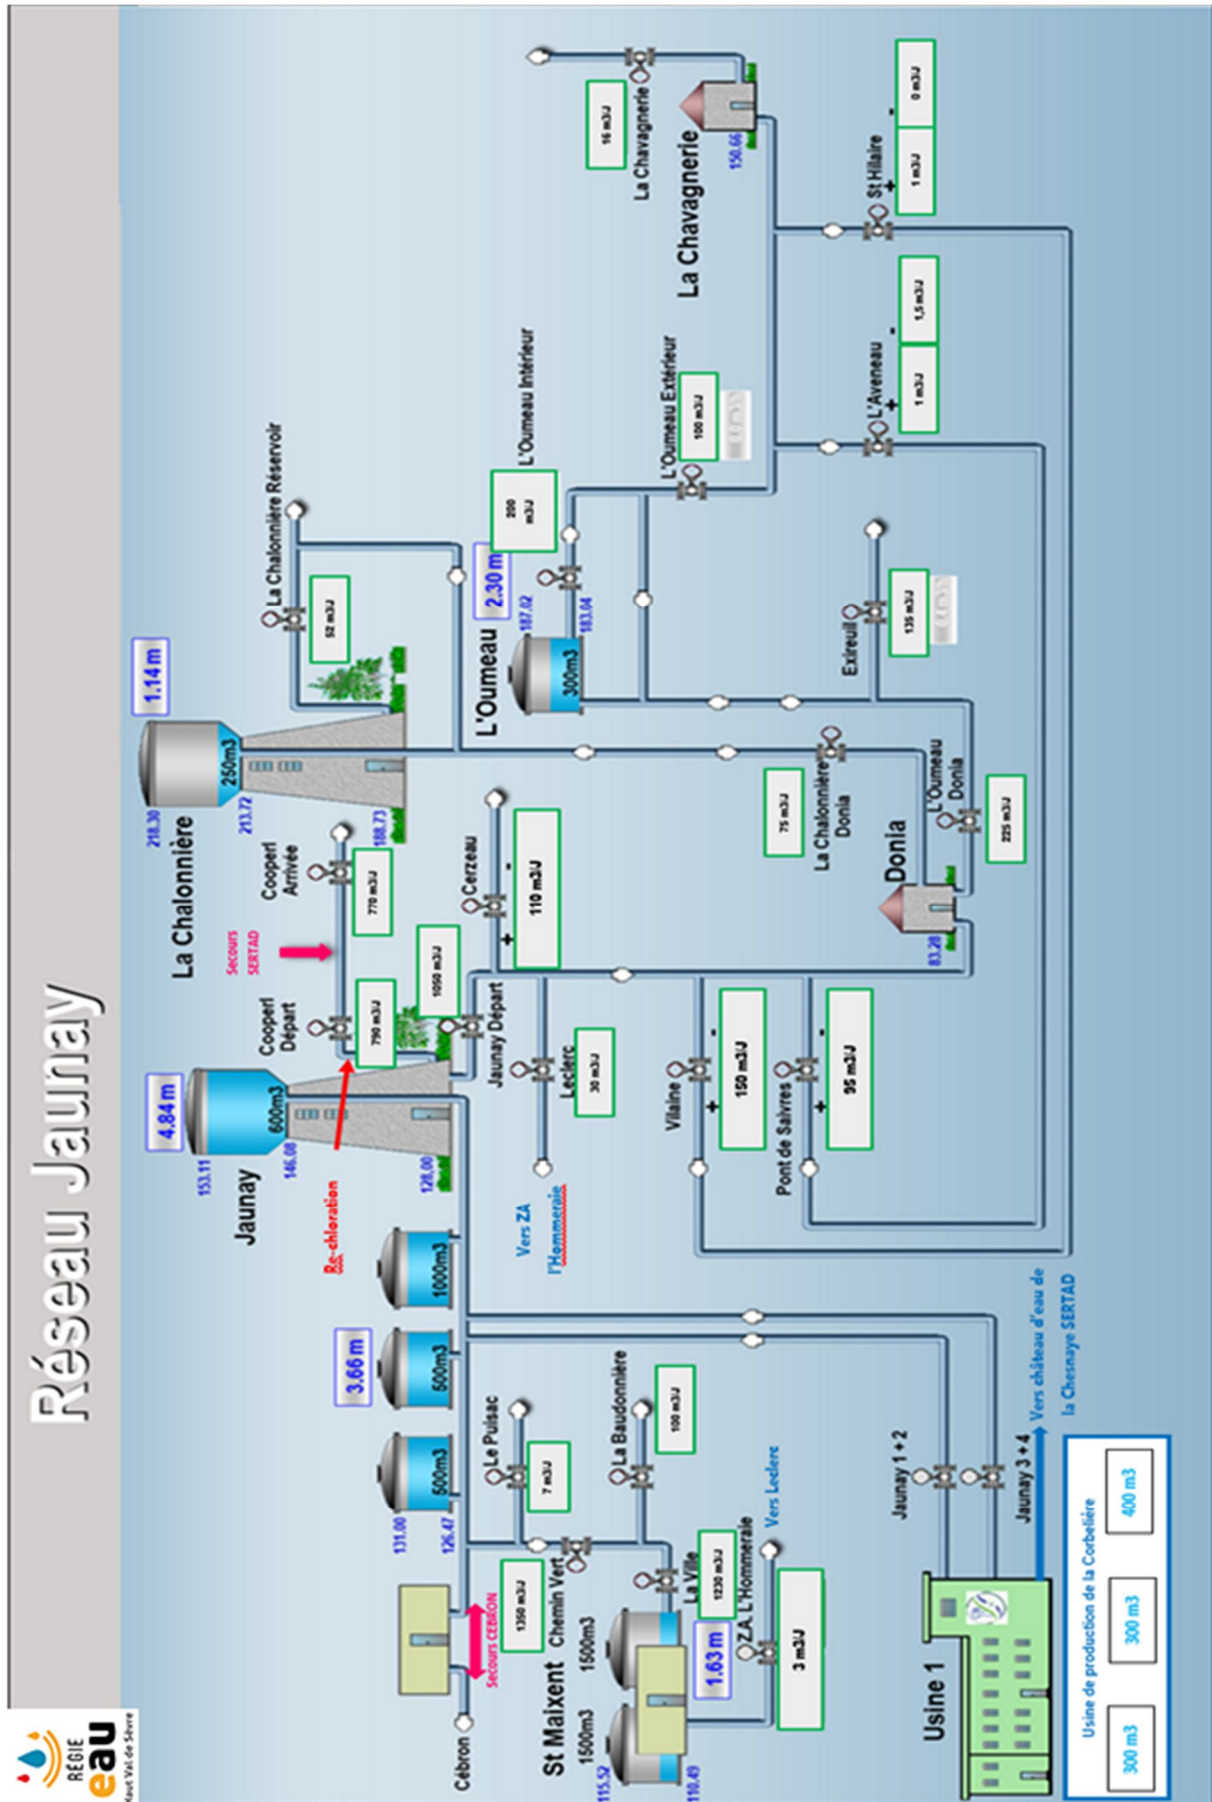 RÉGIE
eau
Haut Val de Sèvre
Réseau Jaunay
4.84 m
153.11
146.08
600m3
Jaunay
128.00
Re-chloration
Cooperl
Départ
790 m3/J
Secours
SERTAD
Cooperl
Arrivée
770 m3/J
La Chalonnière
218.30
213.72
188.73
250m3
1.14 m
La Chalonnière Réservoir
52 m3/J
1050 m3/J
Jaunay Départ
Cerzeau
+ -
110 m3/J
Leclerc
30 m3/J
Vers ZA
l'Hommeraie
131.00
126.47
500m3
500m3
1000m3
3.66 m
Cébron
Secours CEBRON
Le Puisac
7 m3/J
1350 m3/J
Chemin Vert
La Baudonnière
100 m3/J
St Maixent
1500m3
1500m3
115.52
110.49
La Ville
1230 m3/J
1.63 m
Z.A. L'Hommeraie
3 m3/J
Vers Leclerc
Vilaine
+ -
150 m3/J
Pont de Saivres
+ -
95 m3/J
L'Oumeau
2.30 m
187.02
183.04
300m3
200
m3/J
L'Oumeau Intérieur
L'Oumeau Extérieur
100 m3/J
La Chavagnerie
16 m3/J
La Chavagnerie
150.66
St Hilaire
+ -
1 m3/J
0 m3/J
L'Aveneau
+ -
1 m3/J
1,5 m3/J
Exireuil
135 m3/J
La Chalonnière
Donia
75 m3/J
Donia
83.28
L'Oumeau
Donia
225 m3/J
Usine 1
Jaunay 1 + 2
Jaunay 3 + 4
Vers château d'eau de
la Chesnaye SERTAD
Usine de production de la Corbelière
300 m3
300 m3
400 m3